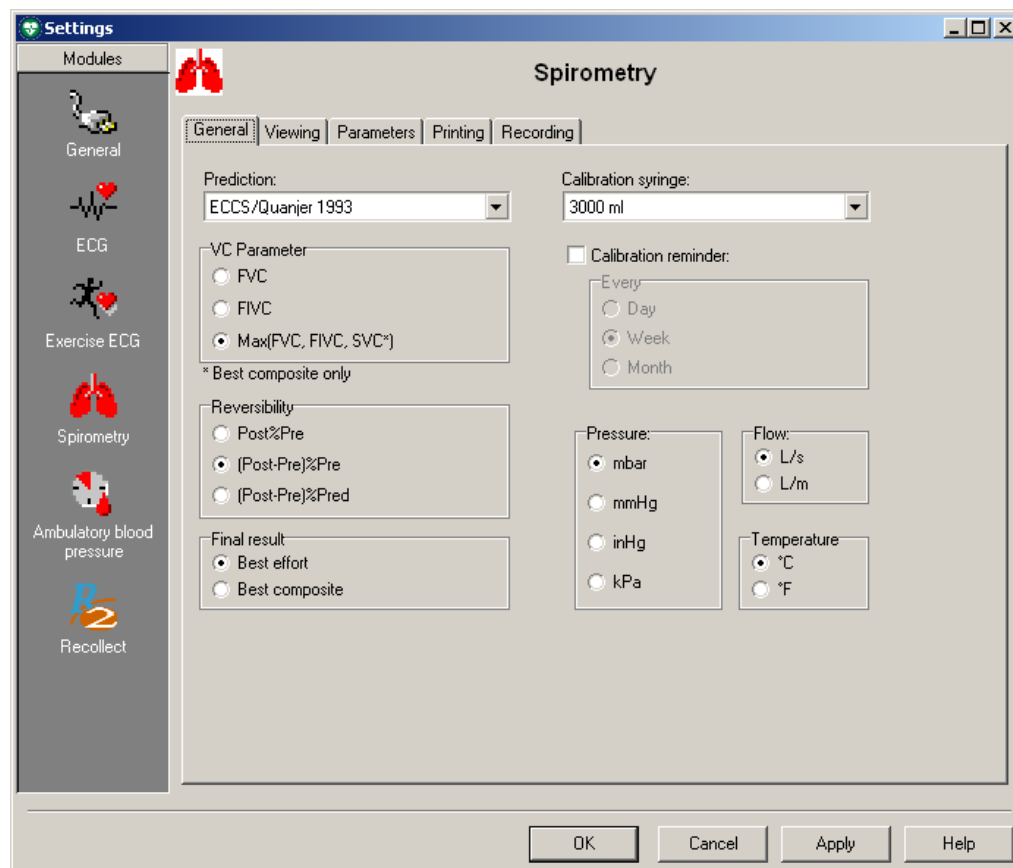 Settings
Modules
General
ECG
Exercise ECG
Spirometry
Ambulatory blood
pressure
Recollect
Spirometry
General Viewing Parameters Printing Recording
Prediction:
ECCS/Quanjer 1993
VC Parameter
FVC
FIVC
Max(FVC, FIVC, SVC*)
* Best composite only
Reversibility
Post%Pre
(Post-Pre)%Pre
(Post-Pre)%Pred
Final result
Best effort
Best composite
Calibration syringe:
3000 ml
Calibration reminder:
Every
Day
Week
Month
Pressure:
mbar
mmHg
inHg
kPa
Flow:
L/s
L/m
Temperature
°C
°F
OK Cancel Apply Help